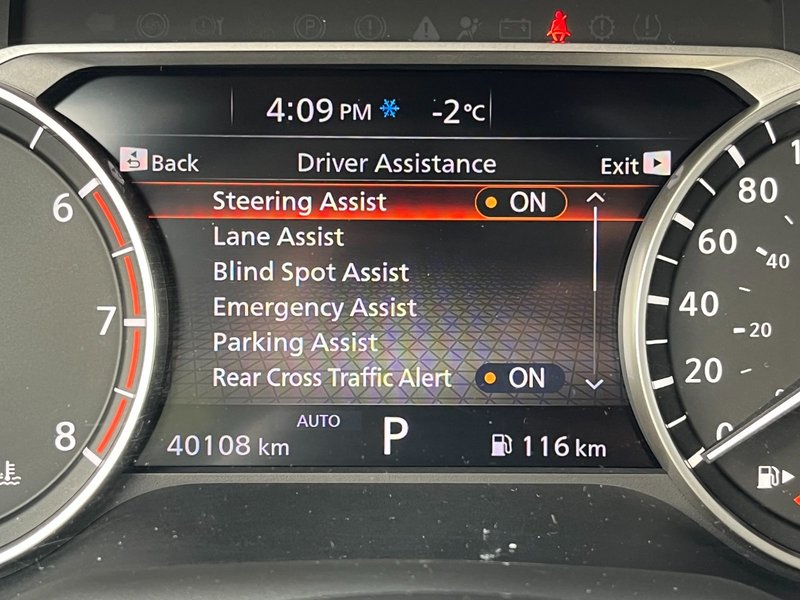 4:09 PM -2°C
Back Driver Assistance Exit
Steering Assist ON
Lane Assist
Blind Spot Assist
Emergency Assist
Parking Assist
Rear Cross Traffic Alert ON
AUTO
40108 km P 116 km
6
7
8
80
60
40
40
20
20
0